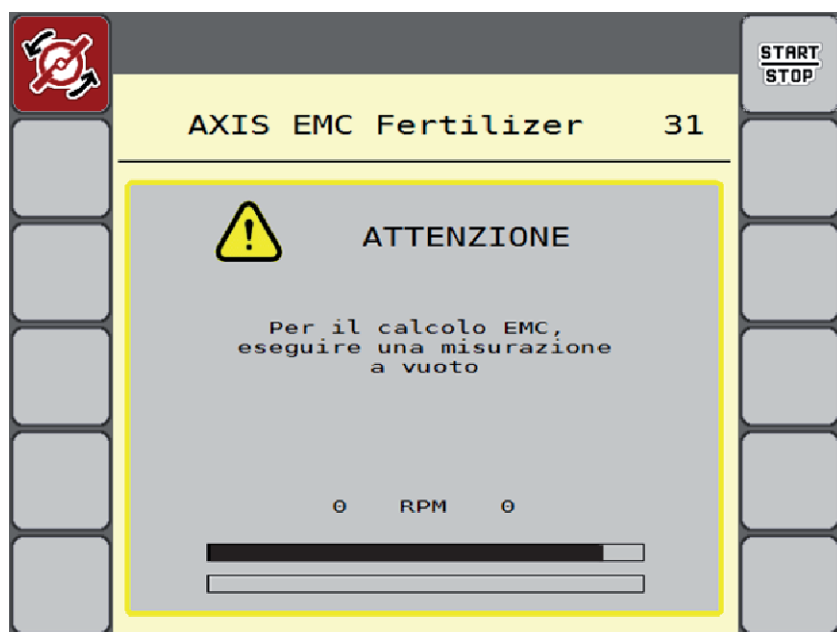 START
STOP
AXIS EMC Fertilizer 31
ATTENZIONE
Per il calcolo EMC,
eseguire una misurazione
a vuoto
0 RPM 0